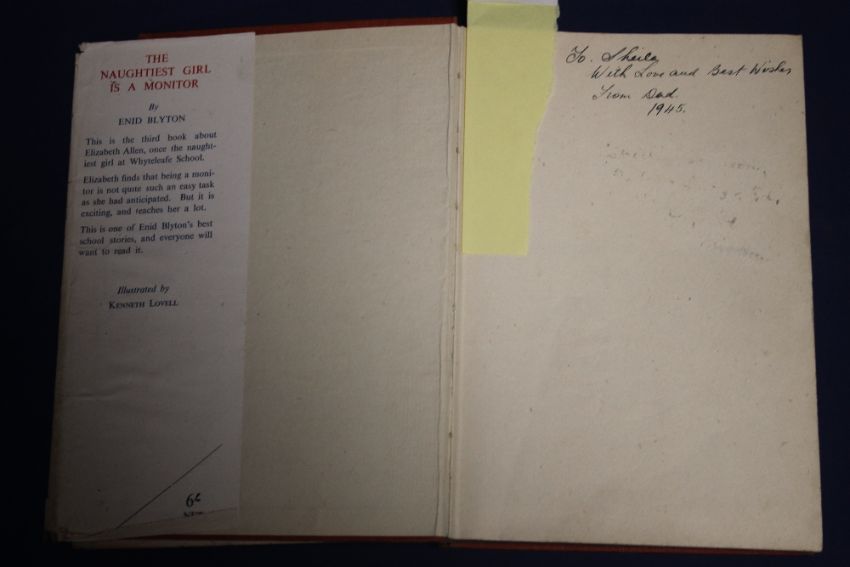 THE
NAUGHTIEST GIRL
IS A MONITOR
By
ENID BLYTON
This is the third book about
Elizabeth Allen, once the naught-
iest girl at Whyteleafe School.
Elizabeth finds that being a moni-
tor is not quite such an easy task
as she had anticipated. But it is
exciting, and teaches her a lot.
This is one of Enid Blyton's best
school stories, and everyone will
want to read it.
Illustrated by
KENNETH LOVELL
To. Sheila
With Love and Best Wishes
From Dad.
1945.